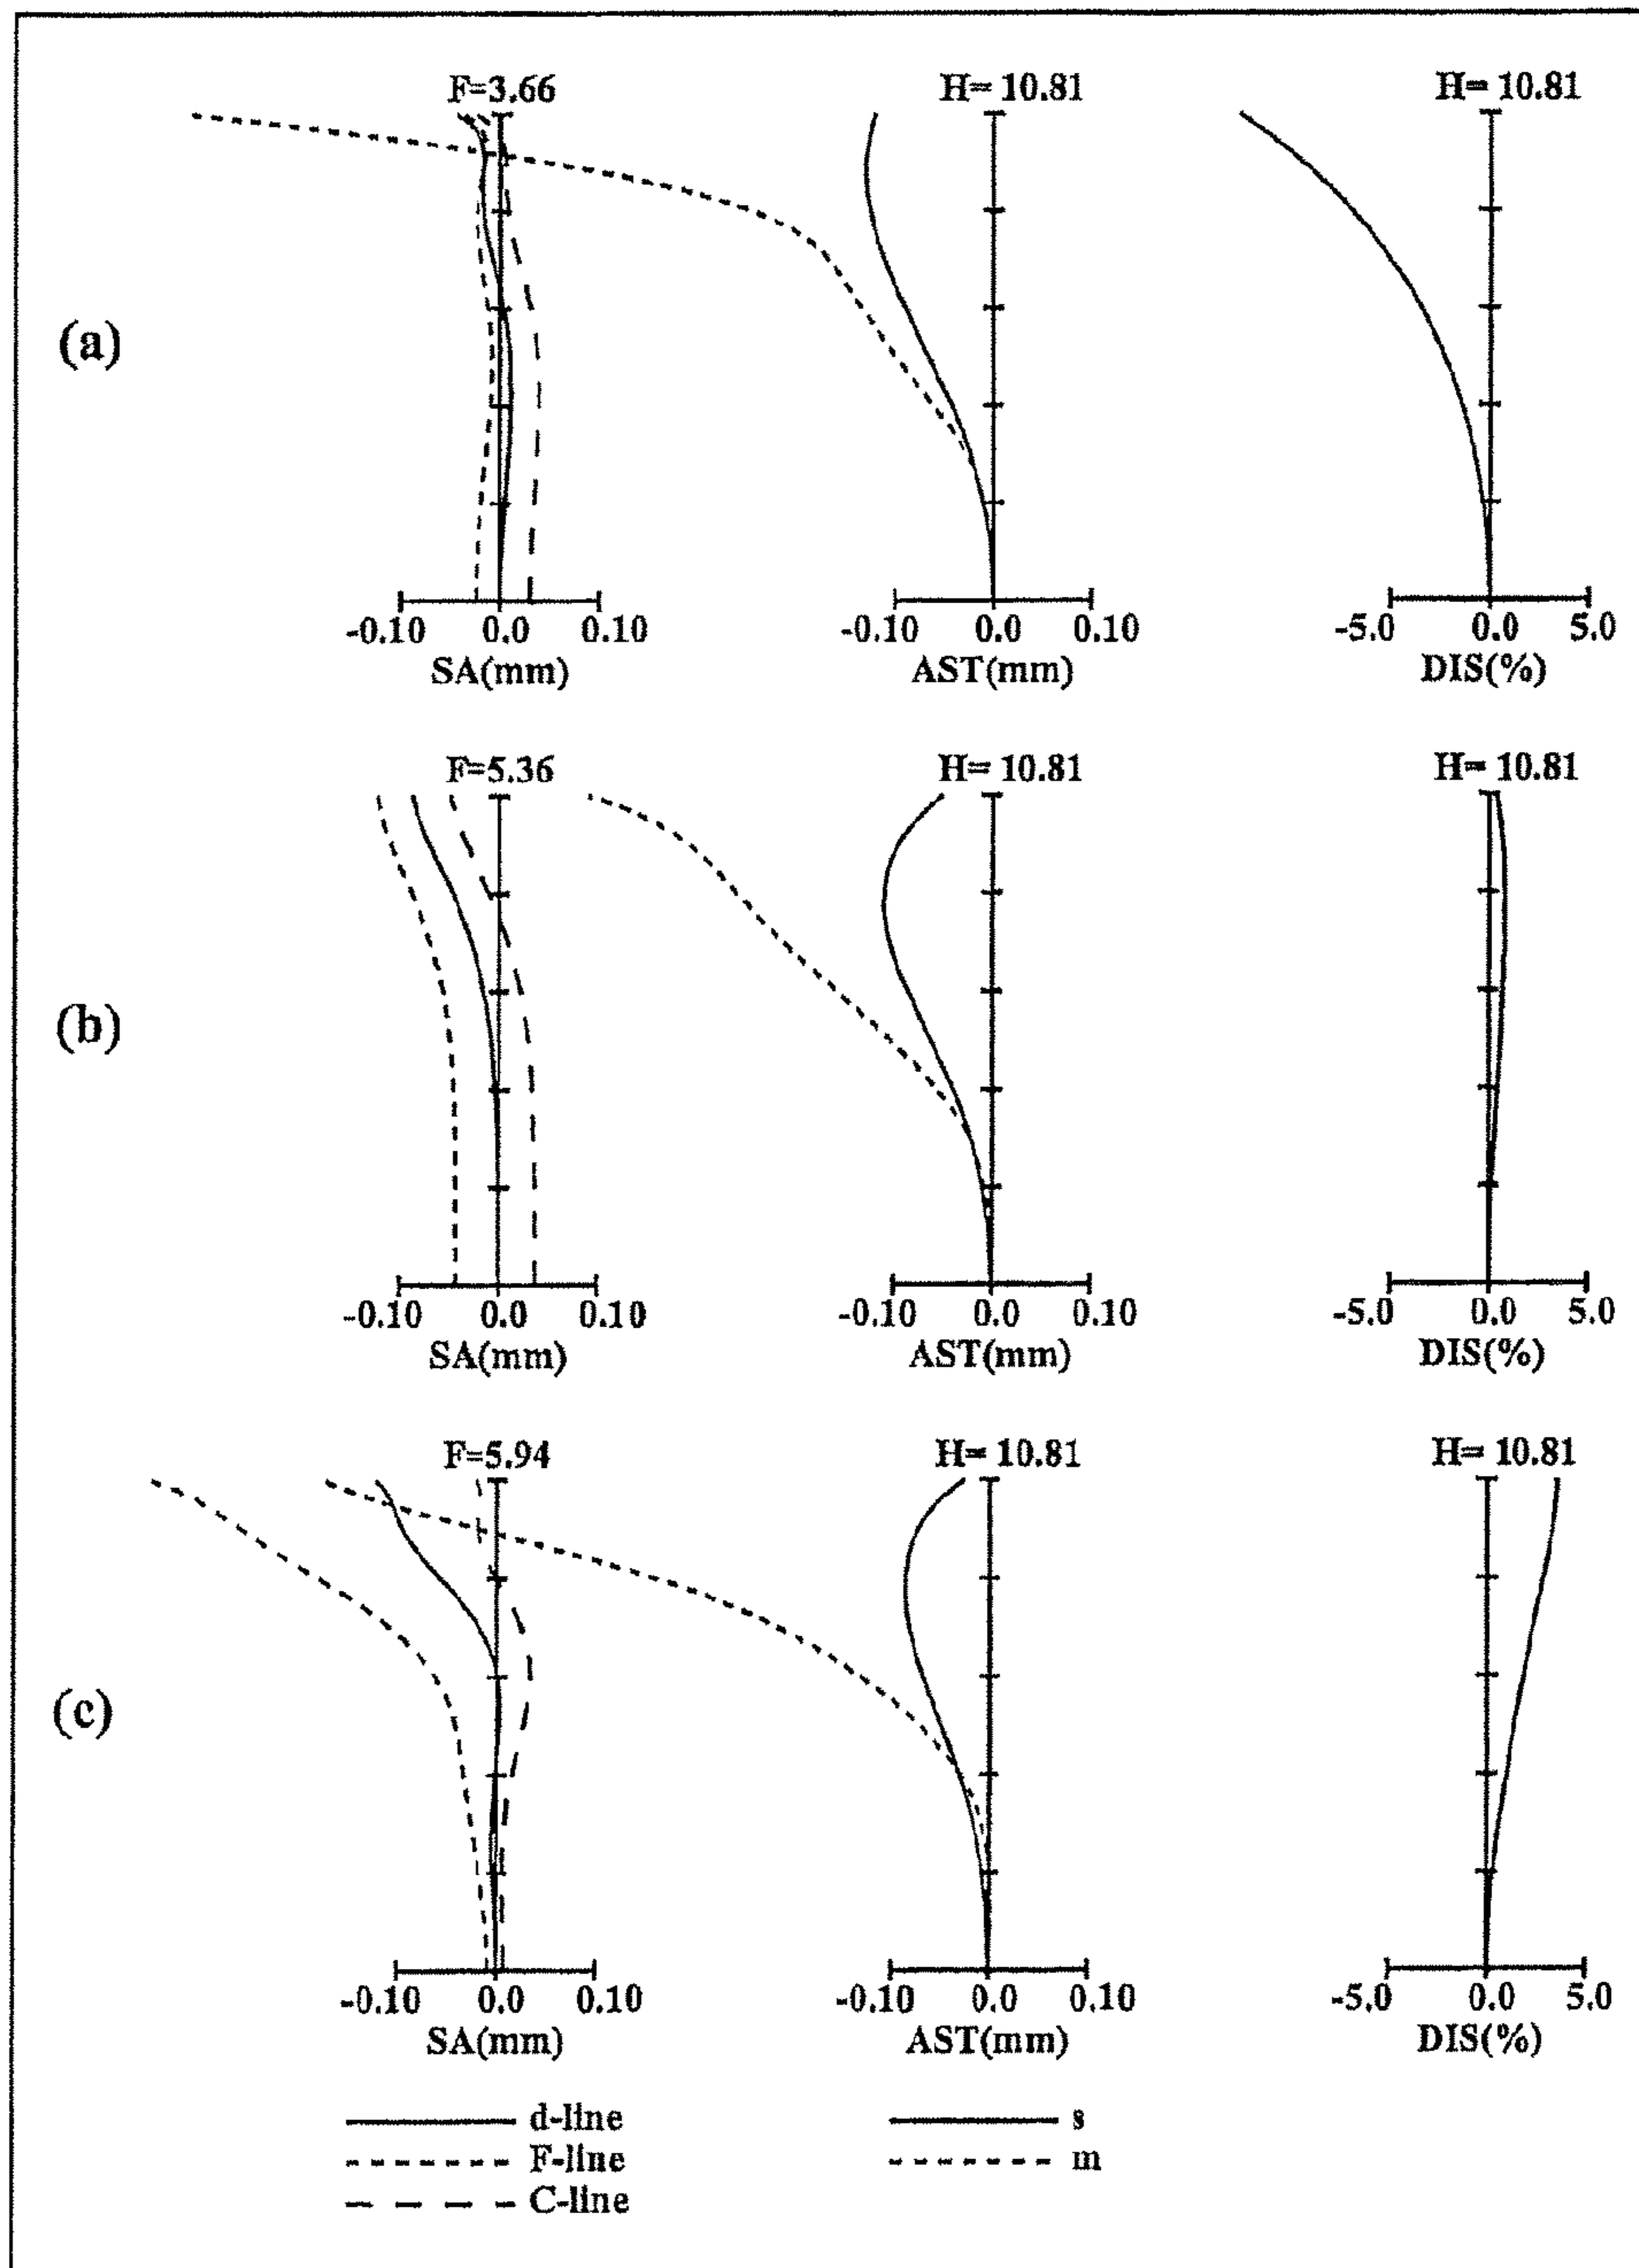 F=3.66 H= 10.81 H= 10.81
(a)
-0.10 0.0 0.10 -0.10 0.0 0.10 -5.0 0.0 5.0
SA(mm) AST(mm) DIS(%)
F=5.36 H= 10.81 H= 10.81
(b)
-0.10 0.0 0.10 -0.10 0.0 0.10 -5.0 0.0 5.0
SA(mm) AST(mm) DIS(%)
F=5.94 H= 10.81 H= 10.81
(c)
-0.10 0.0 0.10 -0.10 0.0 0.10 -5.0 0.0 5.0
SA(mm) AST(mm) DIS(%)
d-line s
F-line m
C-line